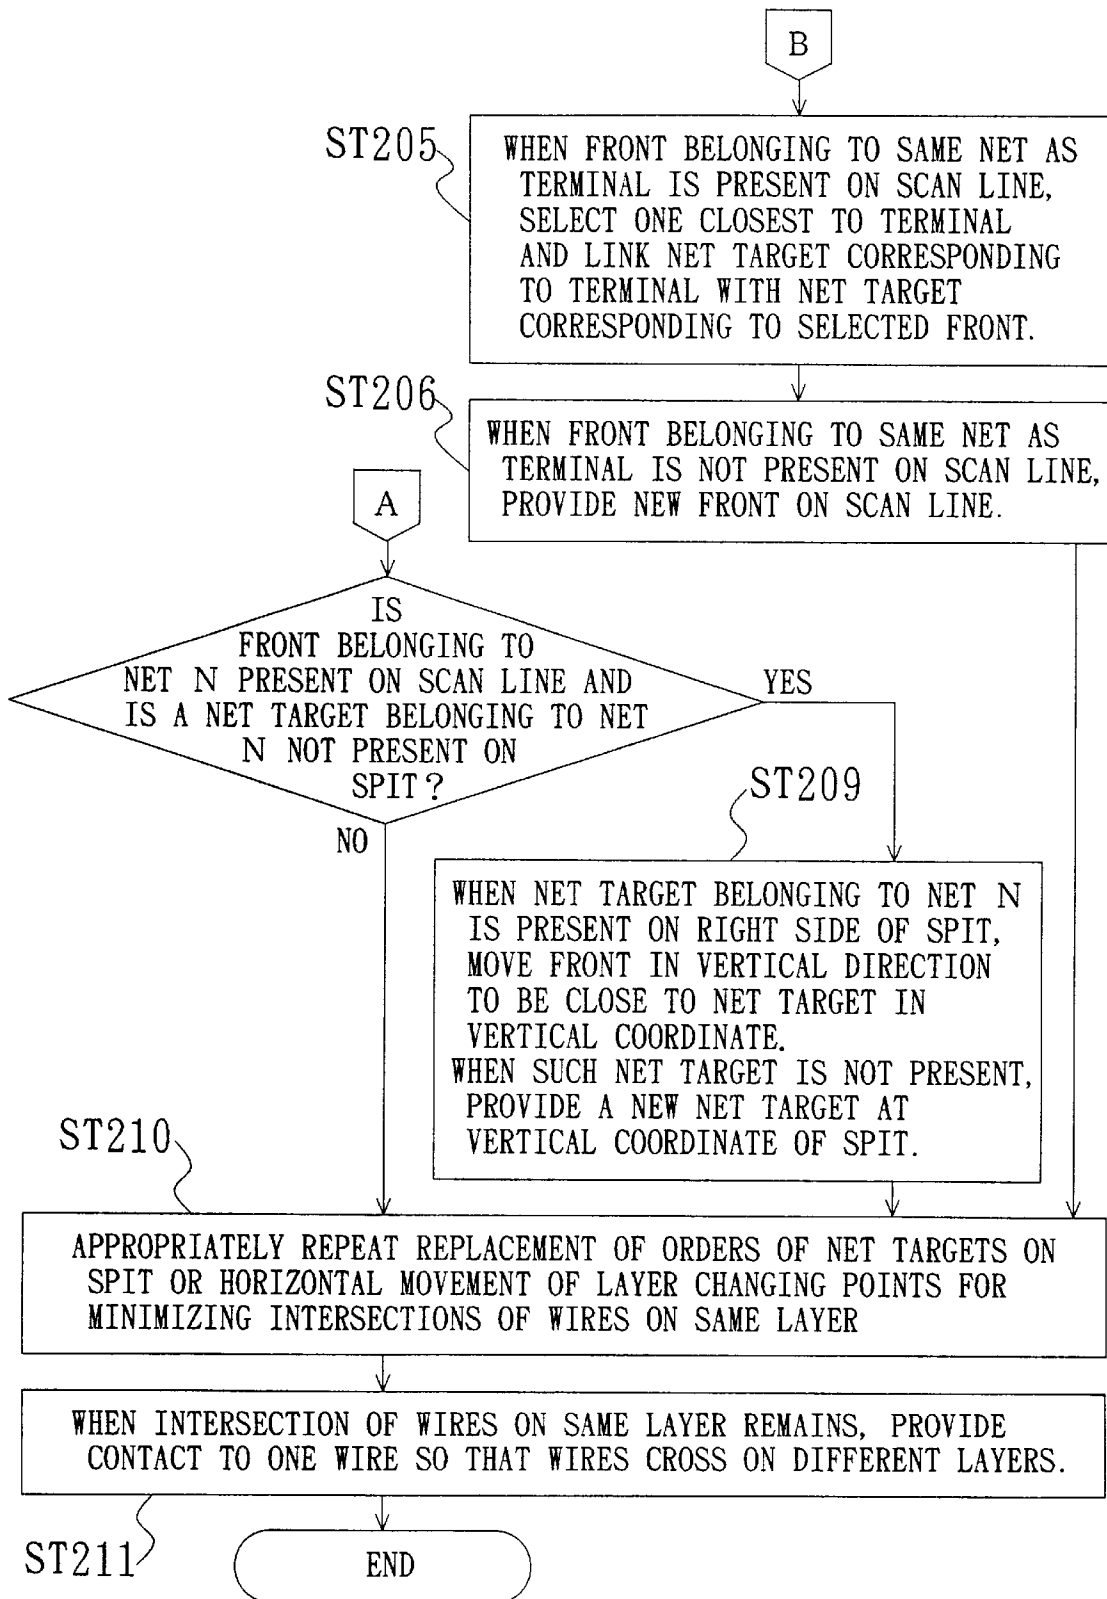 B
ST205
WHEN FRONT BELONGING TO SAME NET AS
TERMINAL IS PRESENT ON SCAN LINE,
SELECT ONE CLOSEST TO TERMINAL
AND LINK NET TARGET CORRESPONDING
TO TERMINAL WITH NET TARGET
CORRESPONDING TO SELECTED FRONT.
ST206
WHEN FRONT BELONGING TO SAME NET AS
TERMINAL IS NOT PRESENT ON SCAN LINE,
PROVIDE NEW FRONT ON SCAN LINE.
A
IS
FRONT BELONGING TO
NET N PRESENT ON SCAN LINE AND
IS A NET TARGET BELONGING TO NET
N NOT PRESENT ON
SPIT?
YES
NO
ST209
WHEN NET TARGET BELONGING TO NET N
IS PRESENT ON RIGHT SIDE OF SPIT,
MOVE FRONT IN VERTICAL DIRECTION
TO BE CLOSE TO NET TARGET IN
VERTICAL COORDINATE.
WHEN SUCH NET TARGET IS NOT PRESENT,
PROVIDE A NEW NET TARGET AT
VERTICAL COORDINATE OF SPIT.
ST210
APPROPRIATELY REPEAT REPLACEMENT OF ORDERS OF NET TARGETS ON
SPIT OR HORIZONTAL MOVEMENT OF LAYER CHANGING POINTS FOR
MINIMIZING INTERSECTIONS OF WIRES ON SAME LAYER
WHEN INTERSECTION OF WIRES ON SAME LAYER REMAINS, PROVIDE
CONTACT TO ONE WIRE SO THAT WIRES CROSS ON DIFFERENT LAYERS.
ST211
END